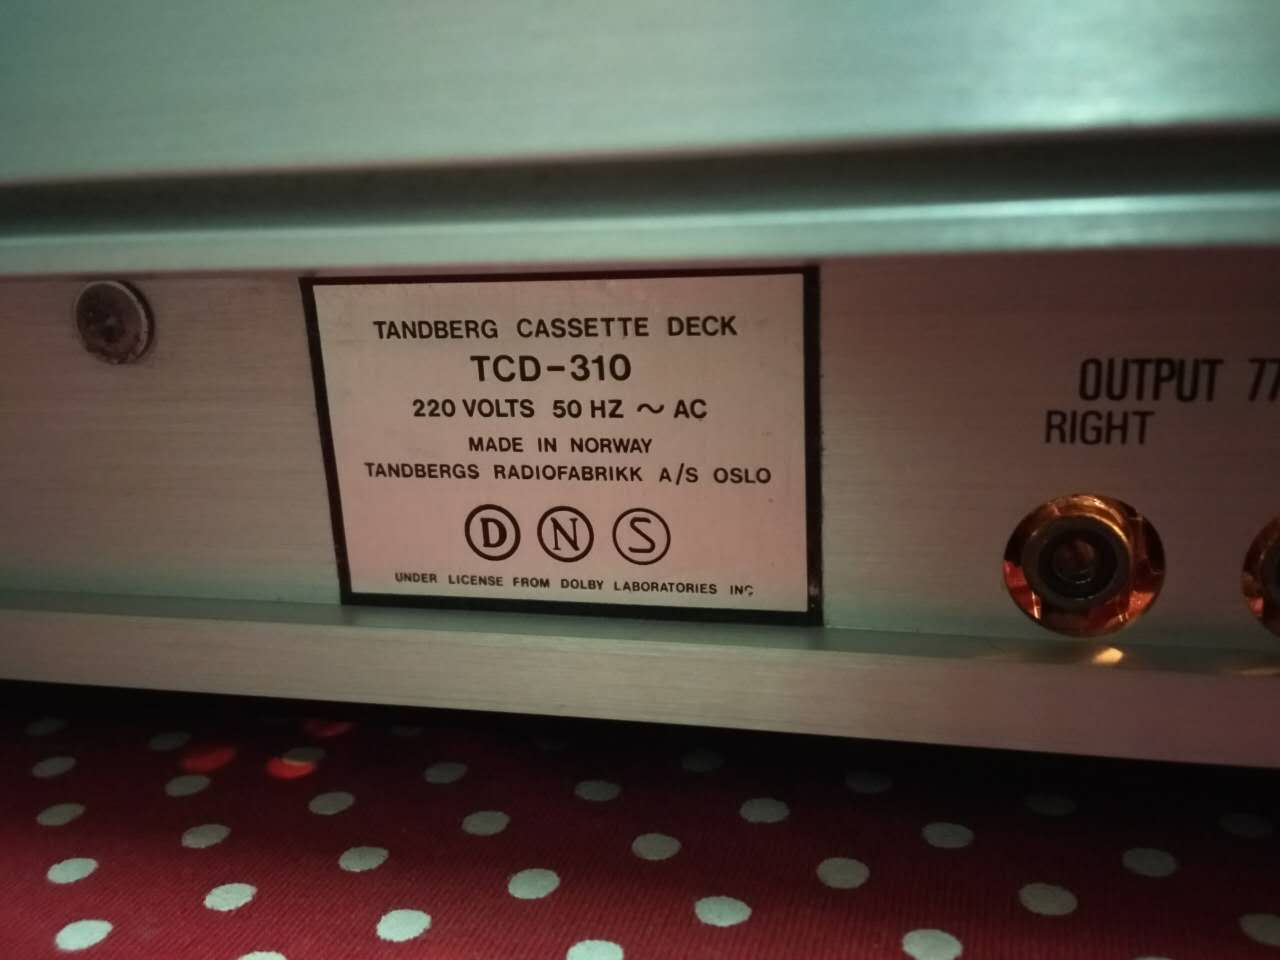 TANDBERG CASSETTE DECK
TCD-310
220 VOLTS 50 HZ ~ AC
MADE IN NORWAY
TANDBERGS RADIOFABRIKK A/S OSLO
D N S
UNDER LICENSE FROM DOLBY LABORATORIES INC
OUTPUT 77
RIGHT